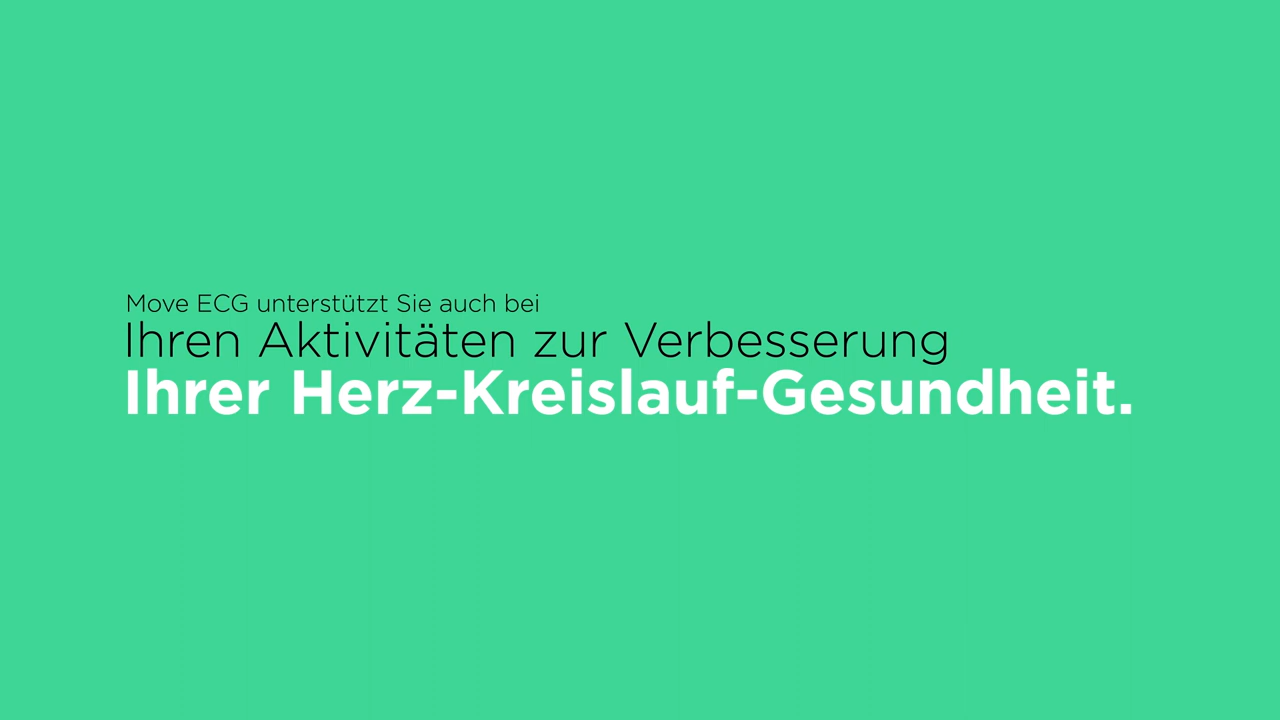 Move ECG unterstützt Sie auch bei
Ihren Aktivitäten zur Verbesserung
Ihrer Herz-Kreislauf-Gesundheit.